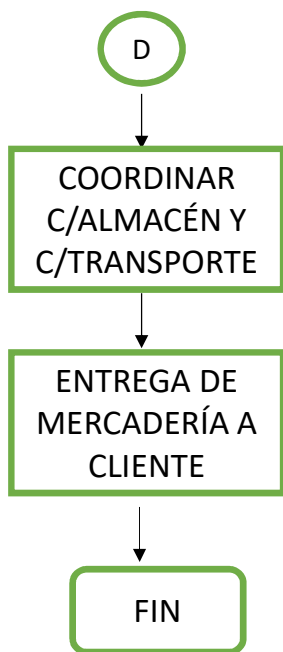 D
COORDINAR
C/ALMACÉN Y
C/TRANSPORTE
ENTREGA DE
MERCADERÍA A
CLIENTE
FIN